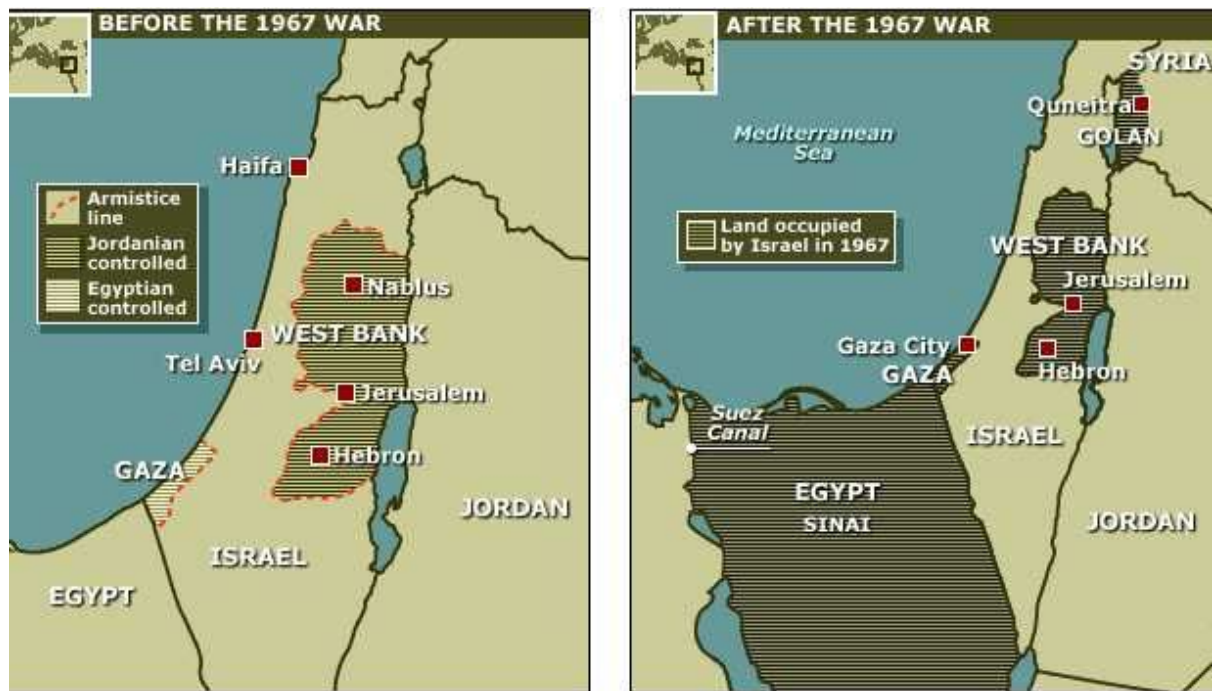 BEFORE THE 1967 WAR
Haifa
Armistice
line
Jordanian
controlled
Egyptian
controlled
Nablus
WEST BANK
Tel Aviv
Jerusalem
Hebron
GAZA
JORDAN
ISRAEL
EGYPT
AFTER THE 1967 WAR
SYRIA
Quneitra
GOLAN
Mediterranean
Sea
Land occupied
by Israel in 1967
WEST BANK
Jerusalem
Gaza City
GAZA
Hebron
Suez
Canal
ISRAEL
EGYPT
SINAI
JORDAN